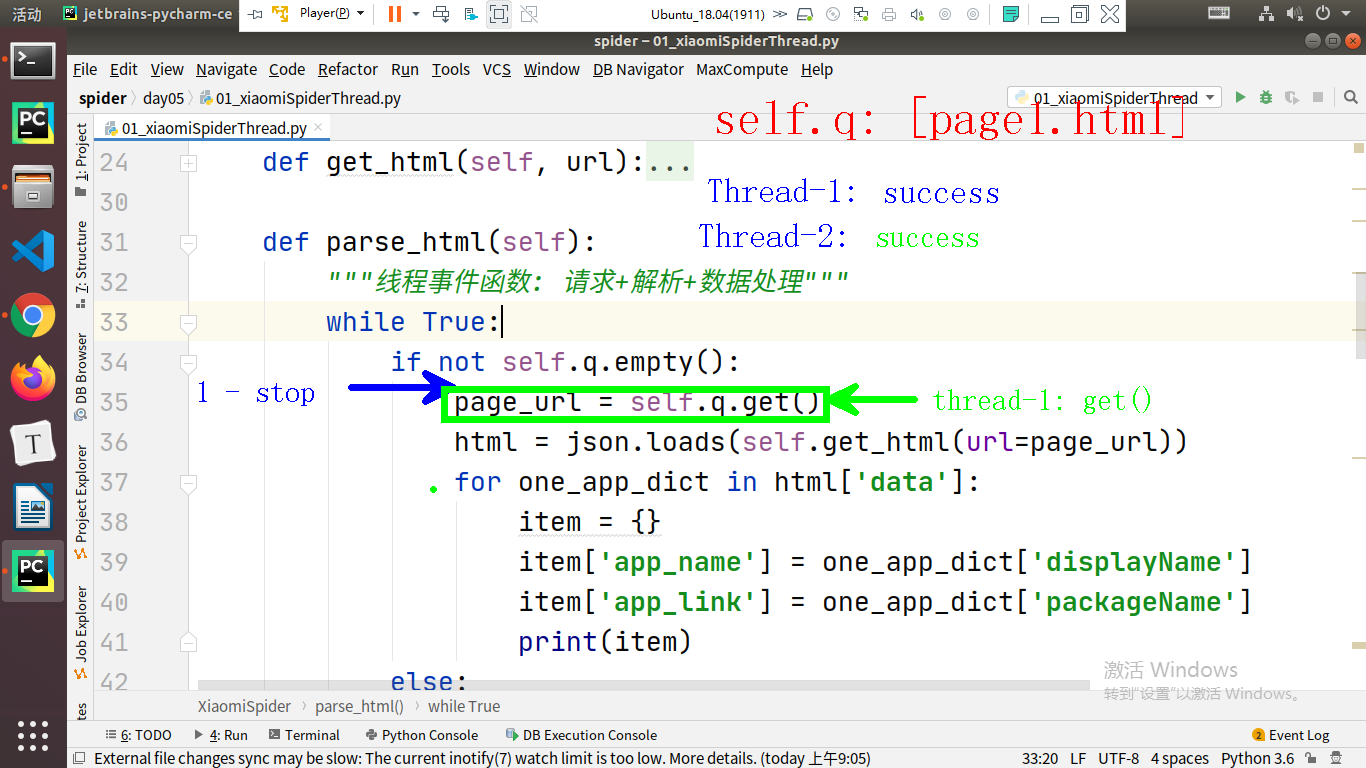 活动 jetbrains-pycharm-ce Player(P) Ubuntu_18.04(1911)
spider – 01_xiaomiSpiderThread.py
File Edit View Navigate Code Refactor Run Tools VCS Window DB Navigator MaxCompute Help
spider day05 01_xiaomiSpiderThread.py 01_xiaomiSpiderThread
self.q: [page1.html]
01_xiaomiSpiderThread.py
1: Project
7: Structure
DB Browser
Project Explorer
Job Explorer
24 def get_html(self, url):...
Thread-1: success
30
31 def parse_html(self):
Thread-2: success
32 """线程事件函数: 请求+解析+数据处理"""
33 while True:
34 if not self.q.empty():
1 - stop
35 page_url = self.q.get()
thread-1: get()
36 html = json.loads(self.get_html(url=page_url))
37 for one_app_dict in html['data']:
38 item = {}
39 item['app_name'] = one_app_dict['displayName']
40 item['app_link'] = one_app_dict['packageName']
41 print(item)
42 else:
激活 Windows
转到"设置"以激活 Windows。
XiaomiSpider parse_html() while True
6: TODO 4: Run Terminal Python Console DB Execution Console 2 Event Log
External file changes sync may be slow: The current inotify(7) watch limit is too low. More details. (today 上午9:05) 33:20 LF UTF-8 4 spaces Python 3.6